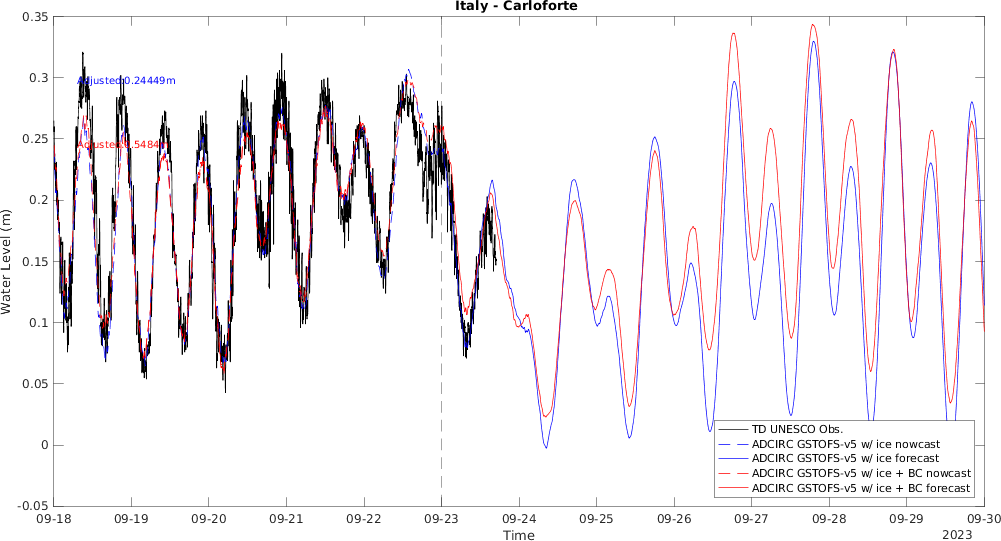 Italy - Carloforte
0.35
0.3
0.25
0.2
0.15
0.1
0.05
0
-0.05
Water Level (m)
Adjusted:0.24449m
09-18
09-19
09-20
09-21
09-22
09-23
09-24
09-25
09-26
09-27
09-28
09-29
09-30
Time
2023
TD UNESCO Obs.
ADCIRC GSTOFS-v5 w/ ice nowcast
ADCIRC GSTOFS-v5 w/ ice forecast
ADCIRC GSTOFS-v5 w/ ice + BC nowcast
ADCIRC GSTOFS-v5 w/ ice + BC forecast